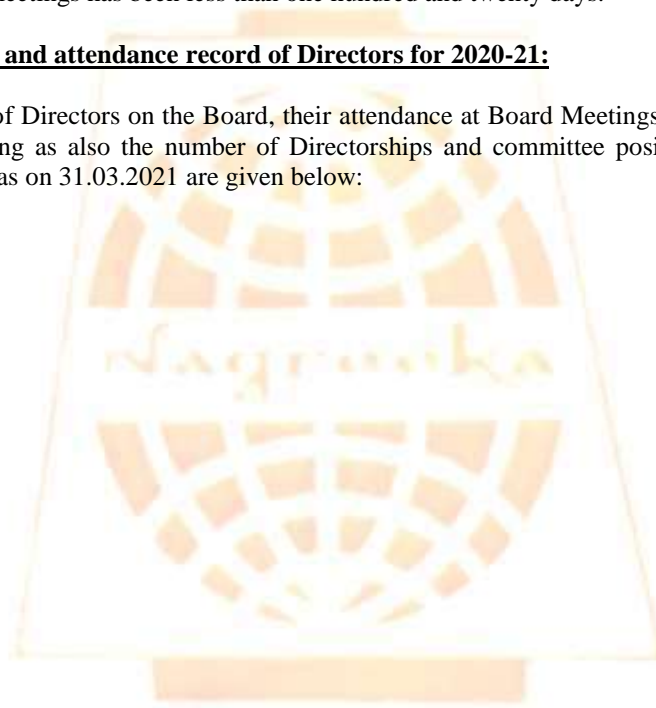 eetings has been less than one hundred and twenty days.
and attendance record of Directors for 2020-21:
of Directors on the Board, their attendance at Board Meetings
ng as also the number of Directorships and committee posi
as on 31.03.2021 are given below:
Nagreeka